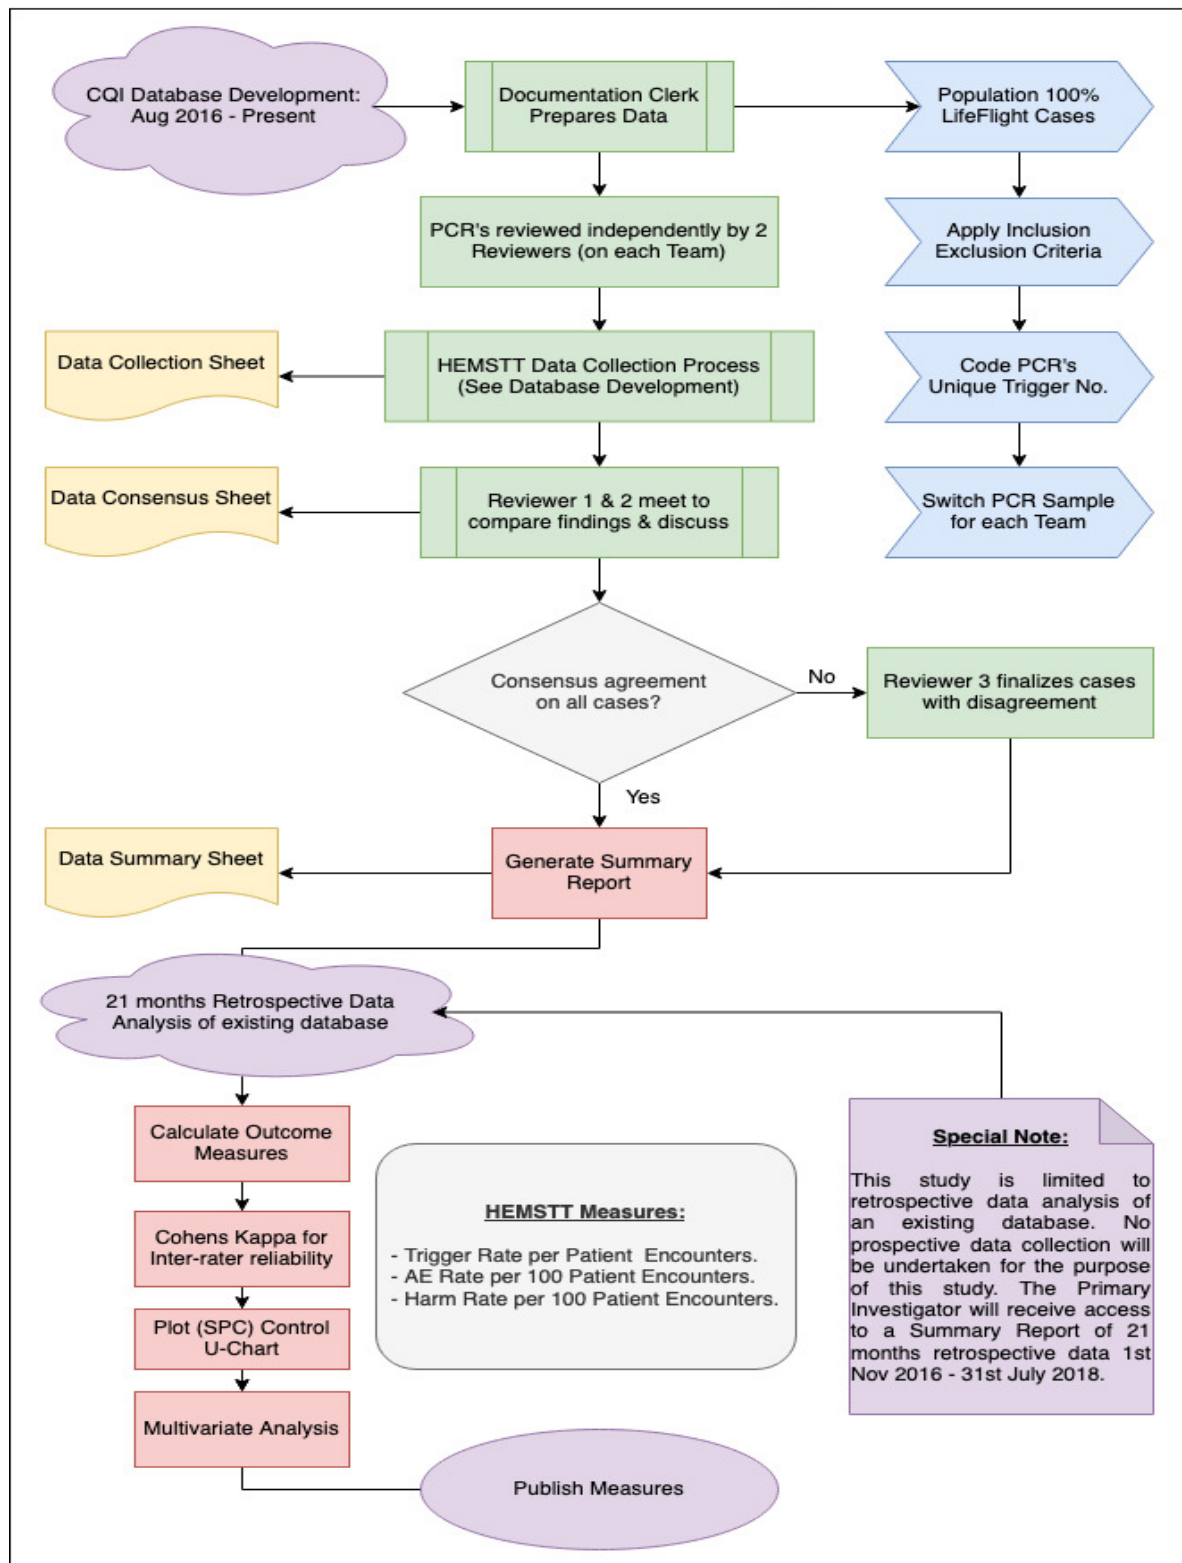 CQI Database Development:
Aug 2016 - Present
Documentation Clerk
Prepares Data
Population 100%
LifeFlight Cases
PCR's reviewed independently by 2
Reviewers (on each Team)
Apply Inclusion
Exclusion Criteria
Data Collection Sheet
HEMSTT Data Collection Process
(See Database Development)
Code PCR's
Unique Trigger No.
Data Consensus Sheet
Reviewer 1 & 2 meet to
compare findings & discuss
Switch PCR Sample
for each Team
Consensus agreement
on all cases?
No
Reviewer 3 finalizes cases
with disagreement
Yes
Data Summary Sheet
Generate Summary
Report
21 months Retrospective Data
Analysis of existing database
Calculate Outcome
Measures
Cohens Kappa for
Inter-rater reliability
Plot (SPC) Control
U-Chart
Multivariate Analysis
HEMSTT Measures:
- Trigger Rate per Patient Encounters.
- AE Rate per 100 Patient Encounters.
- Harm Rate per 100 Patient Encounters.
Special Note:
This study is limited to
retrospective data analysis of
an existing database. No
prospective data collection will
be undertaken for the purpose
of this study. The Primary
Investigator will receive access
to a Summary Report of 21
months retrospective data 1st
Nov 2016 - 31st July 2018.
Publish Measures